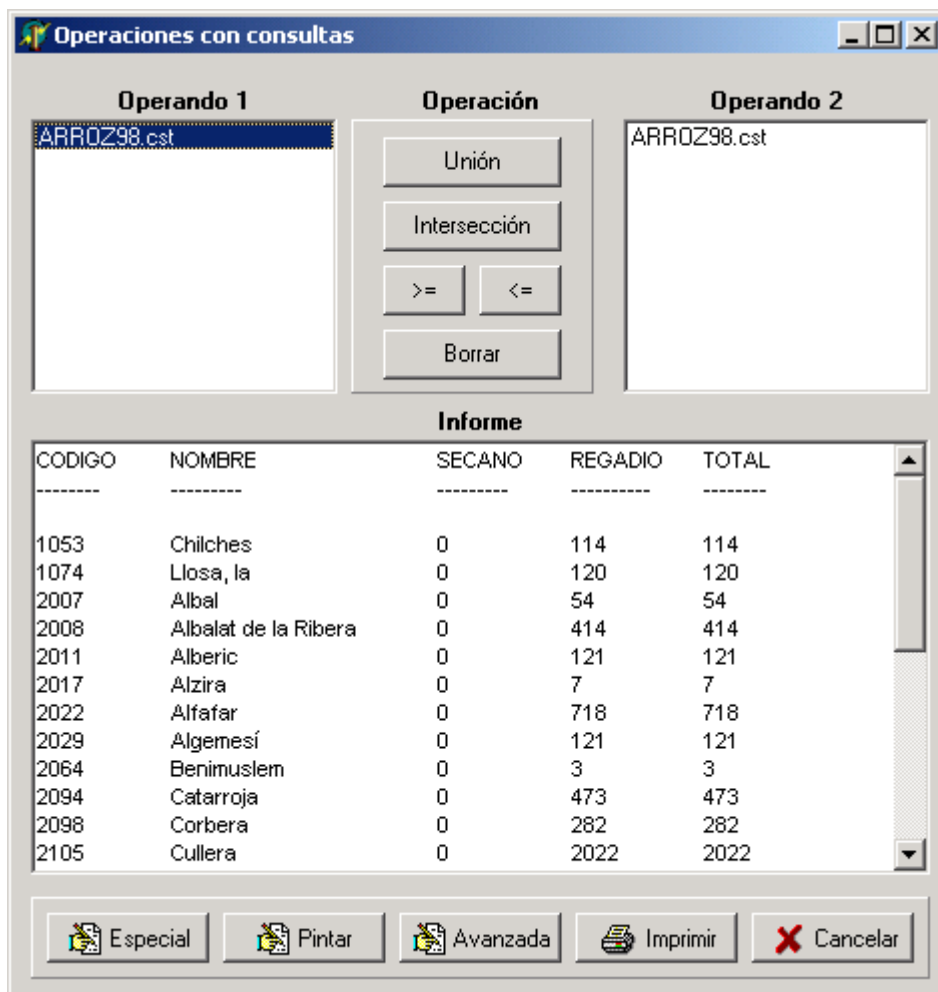 Operaciones con consultas
Operando 1 Operación Operando 2
ARROZ98.cst ARROZ98.cst
Unión
Intersección
>= <=
Borrar
Informe
CODIGO NOMBRE SECANO REGADIO TOTAL
-------- --------- --------- ---------- --------
1053 Chilches 0 114 114
1074 Llosa, la 0 120 120
2007 Albal 0 54 54
2008 Albalat de la Ribera 0 414 414
2011 Alberic 0 121 121
2017 Alzira 0 7 7
2022 Alfafar 0 718 718
2029 Algemesí 0 121 121
2064 Benimuslem 0 3 3
2094 Catarroja 0 473 473
2098 Corbera 0 282 282
2105 Cullera 0 2022 2022
Especial Pintar Avanzada Imprimir Cancelar